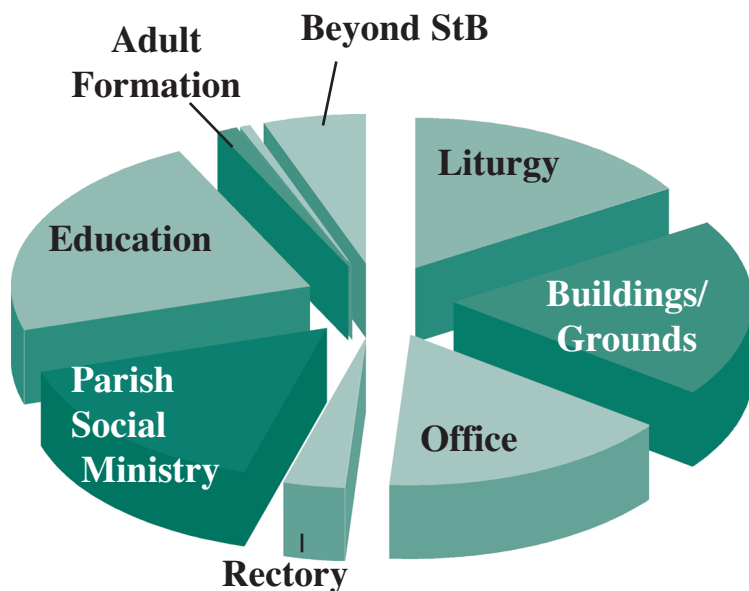 Beyond StB
Adult
Formation
Liturgy
Education
Buildings/
Grounds
Parish
Social
Ministry
Office
Rectory